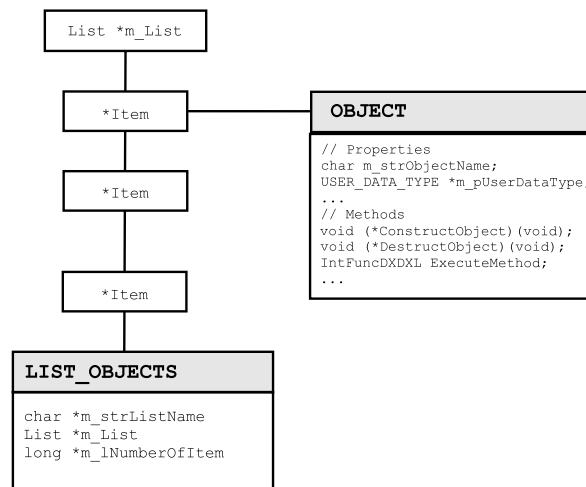 List *m_List
*Item
*Item
*Item
OBJECT
// Properties
char m_strObjectName;
USER_DATA_TYPE *m_pUserDataType;
...
// Methods
void (*ConstructObject)(void);
void (*DestructObject)(void);
IntFuncDXDXL ExecuteMethod;
...
LIST_OBJECTS
char *m_strListName
List *m_List
long *m_lNumberOfItem